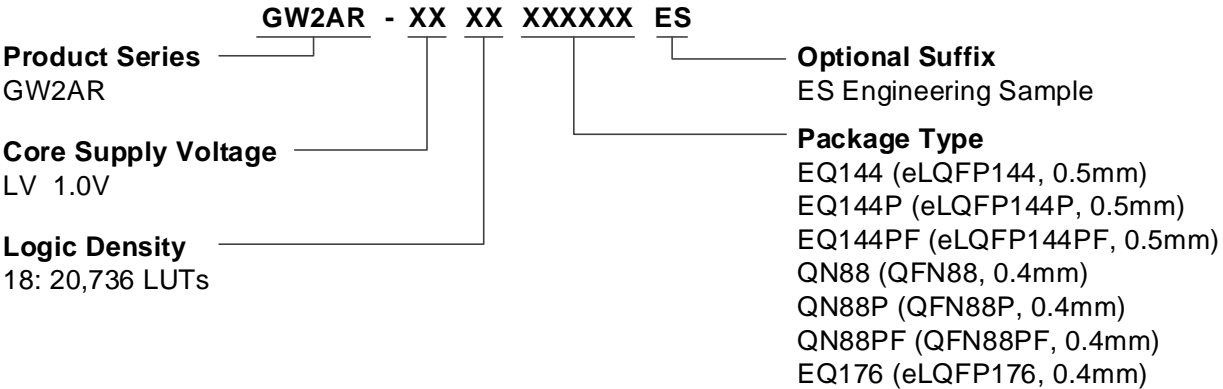 GW2AR - XX XX XXXXXX ES
Product Series
GW2AR
Core Supply Voltage
LV 1.0V
Logic Density
18: 20,736 LUTs
Optional Suffix
ES Engineering Sample
Package Type
EQ144 (eLQFP144, 0.5mm)
EQ144P (eLQFP144P, 0.5mm)
EQ144PF (eLQFP144PF, 0.5mm)
QN88 (QFN88, 0.4mm)
QN88P (QFN88P, 0.4mm)
QN88PF (QFN88PF, 0.4mm)
EQ176 (eLQFP176, 0.4mm)